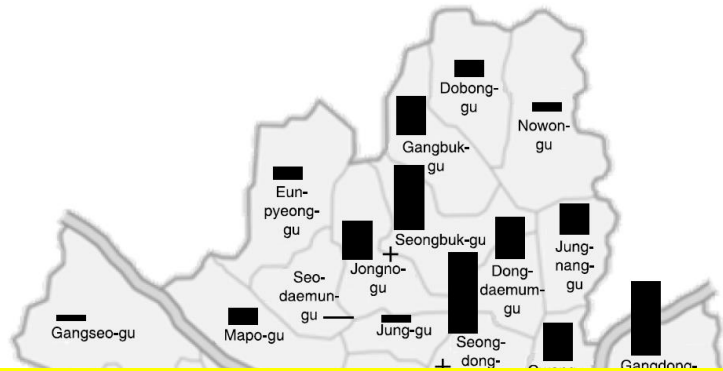 Dobong-
gu
Nowon-
gu
Gangbuk-
gu
Eun-
pyeong-
gu
Seongbuk-gu
Jongno-
gu
Dong-
daemum-
gu
Jung-
nang-
gu
Seo-
daemun-
gu
Gangseo-gu
Mapo-gu
Jung-gu
Seong-
dong-
Gangdong-